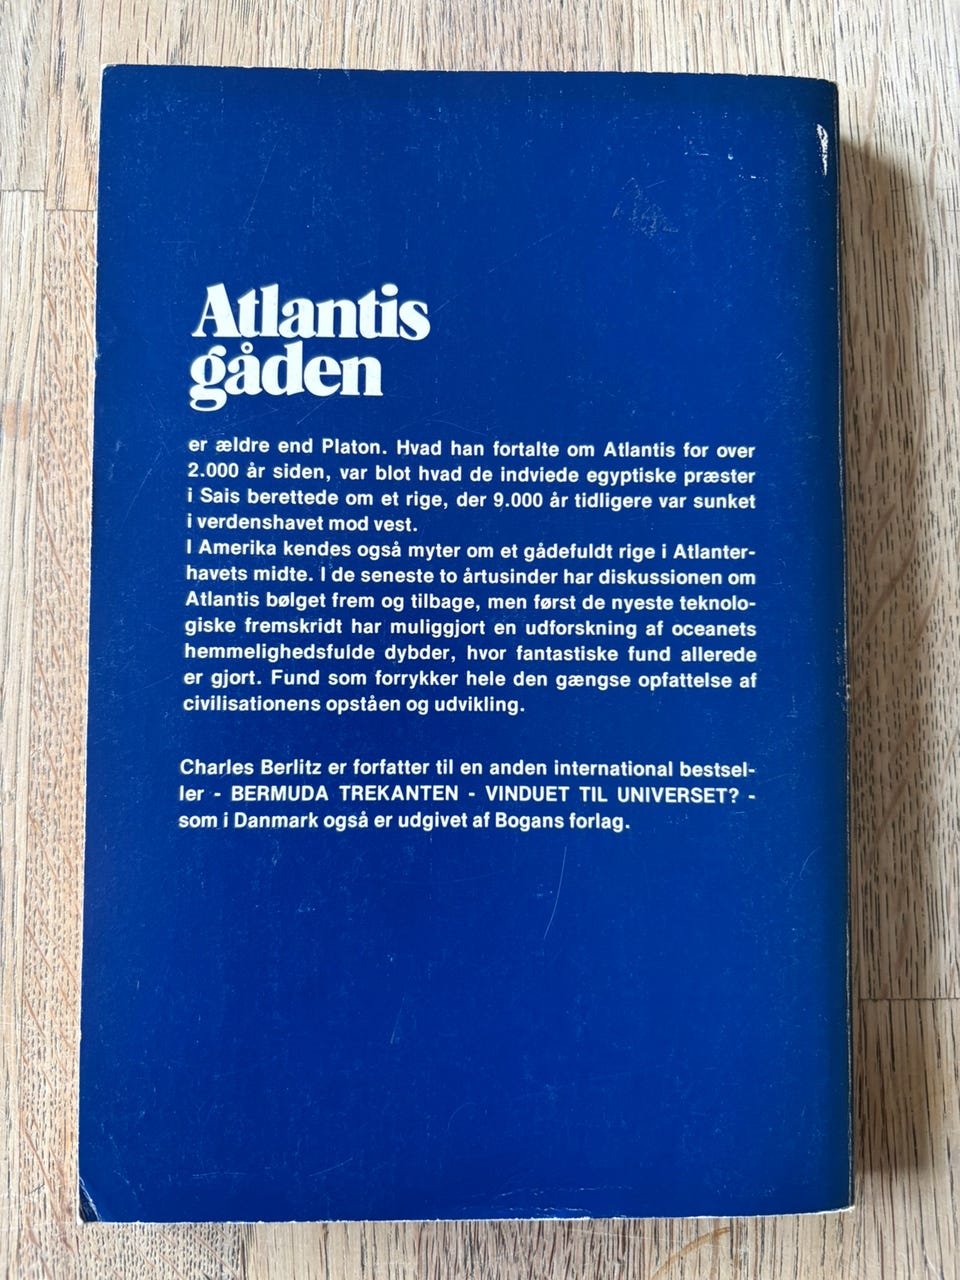 Atlantis
gåden
er ældre end Platon. Hvad han fortalte om Atlantis for over
2.000 år siden, var blot hvad de indviede egyptiske præster
i Sais berettede om et rige, der 9.000 år tidligere var sunket
i verdenshavet mod vest.
I Amerika kendes også myter om et gådefuldt rige i Atlanter-
havets midte. I de seneste to årtusinder har diskussionen om
Atlantis bølget frem og tilbage, men først de nyeste teknolo-
giske fremskridt har muliggjort en udforskning af oceanets
hemmelighedsfulde dybder, hvor fantastiske fund allerede
er gjort. Fund som forrykker hele den gængse opfattelse af
civilisationens opståen og udvikling.
Charles Berlitz er forfatter til en anden international bestsel-
ler - BERMUDA TREKANTEN - VINDUET TIL UNIVERSET? -
som i Danmark også er udgivet af Bogans forlag.